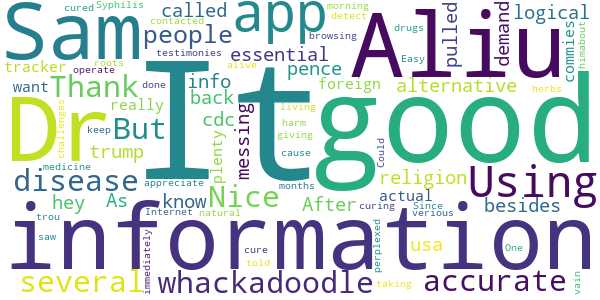 Sam
app
Aliu
morning
detect
Syphilis
cured
contacted
browsing
drugs
Easy
himabout
commies
logical
demand
pulled
people
called
testimonies
alive
essential
pence
foreign
alternative
herbs
roots
tracker
operate
done
info
back
living
harm
giving
Thank
want
really
cdc
plenty
messing
Dr
It
good
But
hey
As
know
After
actual
religion
Could
Using
challenges
keep
trump
cause
months
curing
Since
verious
besides
medicine
disease
appreciate
Nice
natural
Internet
usa
One
trou
saw
information
immediately
cure
told
perplexed
taking
vain
several
whackadoodle
accurate